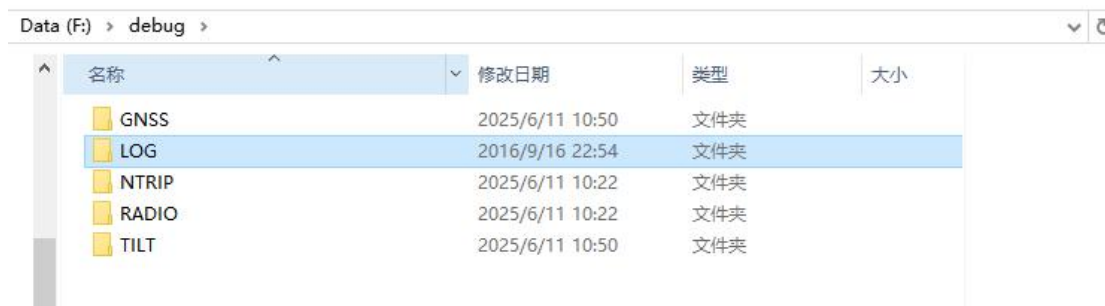 Data (F:) > debug >
名称 修改日期 类型 大小
GNSS 2025/6/11 10:50 文件夹
LOG 2016/9/16 22:54 文件夹
NTRIP 2025/6/11 10:22 文件夹
RADIO 2025/6/11 10:22 文件夹
TILT 2025/6/11 10:50 文件夹